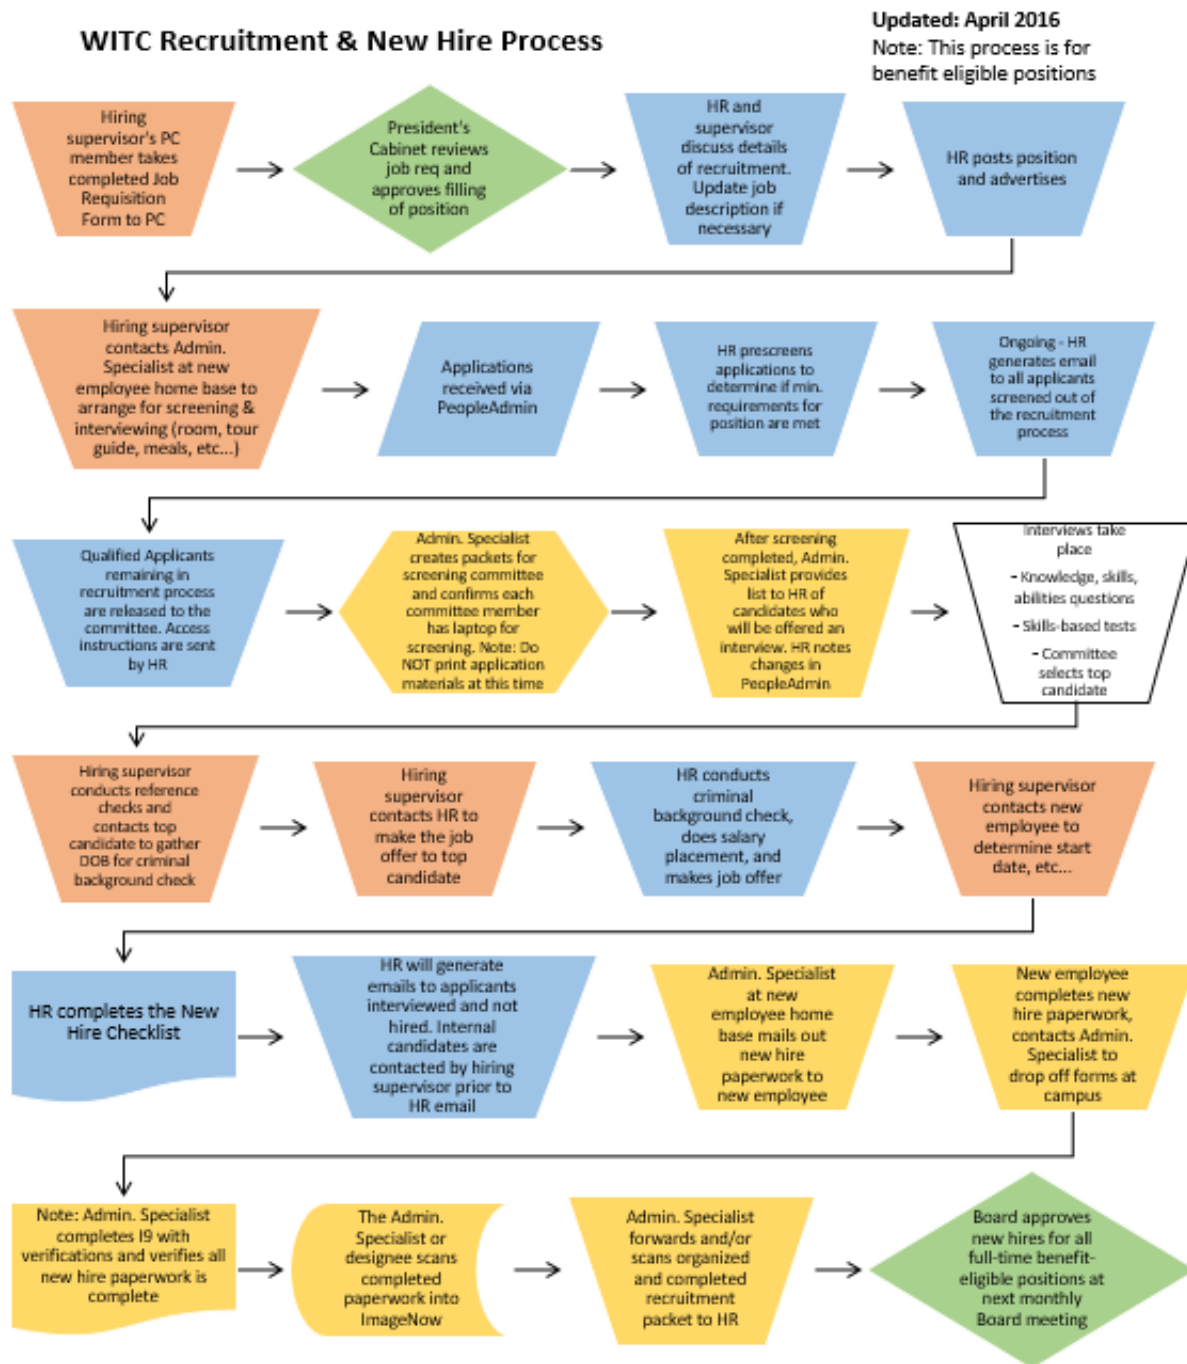 WITC Recruitment & New Hire Process
Updated: April 2016
Note: This process is for
benefit eligible positions
Hiring
supervisor's PC
member takes
completed Job
Requisition
Form to PC
President's
Cabinet reviews
job req and
approves filling
of position
HR and
supervisor
discuss details
of recruitment.
Update job
description if
necessary
HR posts position
and advertises
Hiring supervisor
contacts Admin.
Specialist at new
employee home base to
arrange for screening &
interviewing (room, tour
guide, meals, etc...)
Applications
received via
PeopleAdmin
HR prescreens
applications to
determine if min.
requirements for
position are met
Ongoing - HR
generates email
to all applicants
screened out of
the recruitment
process
Qualified Applicants
remaining in
recruitment process
are released to the
committee. Access
instructions are sent
by HR
Admin. Specialist
creates packets for
screening committee
and confirms each
committee member
has laptop for
screening. Note: Do
NOT print application
materials at this time
After screening
completed, Admin.
Specialist provides
list to HR of
candidates who
will be offered an
interview. HR notes
changes in
PeopleAdmin
Interviews take
place
- Knowledge, skills,
abilities questions
- Skills-based tests
- Committee
selects top
candidate
Hiring supervisor
conducts reference
checks and
contacts top
candidate to gather
DOB for criminal
background check
Hiring
supervisor
contacts HR to
make the job
offer to top
candidate
HR conducts
criminal
background check,
does salary
placement, and
makes job offer
Hiring supervisor
contacts new
employee to
determine start
date, etc...
HR completes the New
Hire Checklist
HR will generate
emails to applicants
interviewed and not
hired. Internal
candidates are
contacted by hiring
supervisor prior to
HR email
Admin. Specialist
at new
employee home
base mails out
new hire
paperwork to
new employee
New employee
completes new
hire paperwork,
contacts Admin.
Specialist to
drop off forms at
campus
Note: Admin. Specialist
completes I9 with
verifications and verifies all
new hire paperwork is
complete
The Admin.
Specialist or
designee scans
completed
paperwork into
ImageNow
Admin. Specialist
forwards and/or
scans organized
and completed
recruitment
packet to HR
Board approves
new hires for all
full-time benefit-
eligible positions at
next monthly
Board meeting